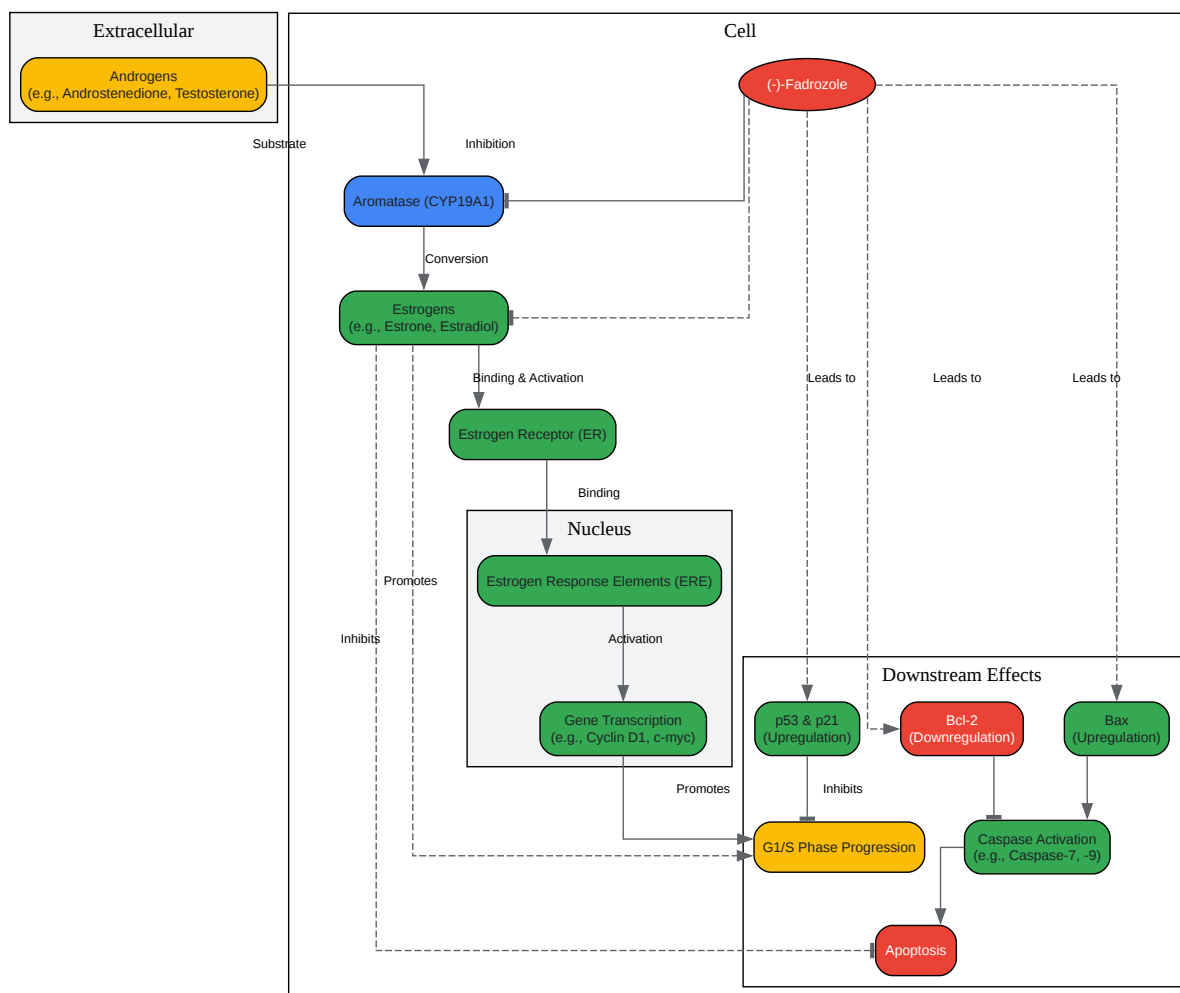 Extracellular
Cell
Androgens
(e.g., Androstenedione, Testosterone)
(-)-Fadrozole
Substrate
Inhibition
Aromatase (CYP19A1)
Conversion
Estrogens
(e.g., Estrone, Estradiol)
Binding & Activation
Leads to
Leads to
Leads to
Estrogen Receptor (ER)
Binding
Nucleus
Estrogen Response Elements (ERE)
Promotes
Inhibits
Activation
Downstream Effects
Gene Transcription
(e.g., Cyclin D1, c-myc)
p53 & p21
(Upregulation)
Bcl-2
(Downregulation)
Bax
(Upregulation)
Promotes
Inhibits
G1/S Phase Progression
Caspase Activation
(e.g., Caspase-7, -9)
Apoptosis